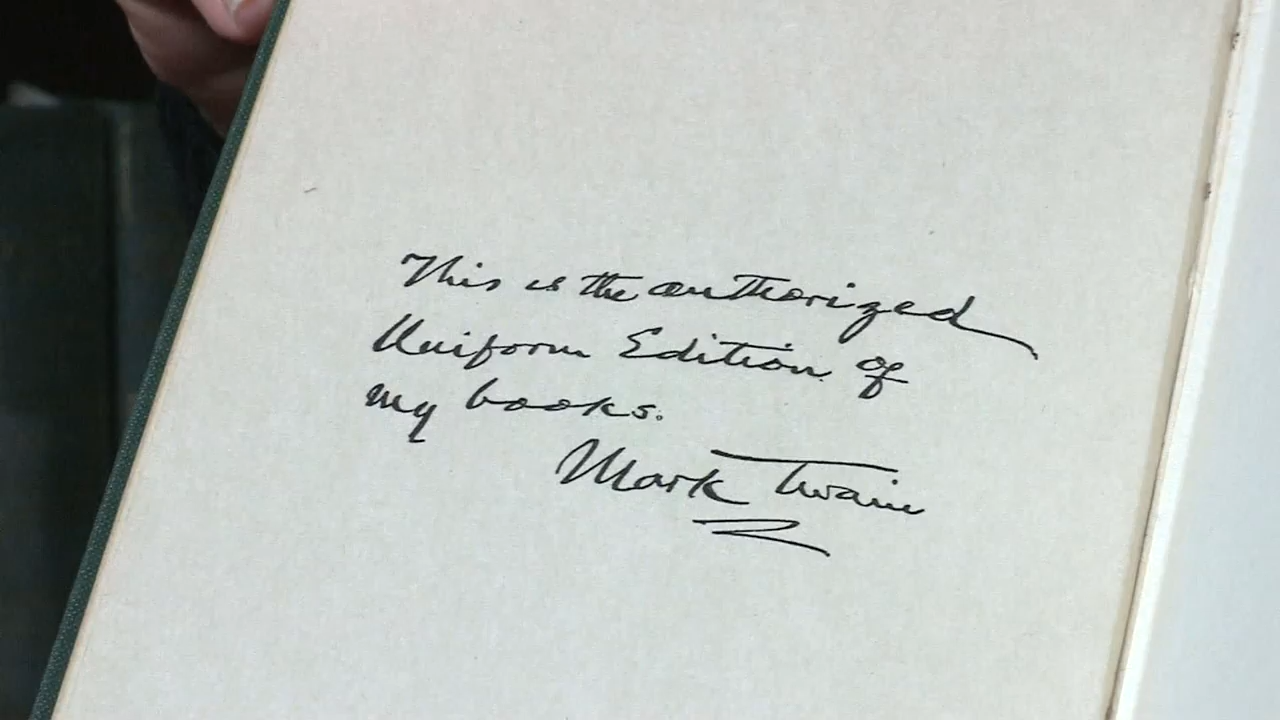 This is the authorized
Uniform Edition of
my books.
Mark Twain